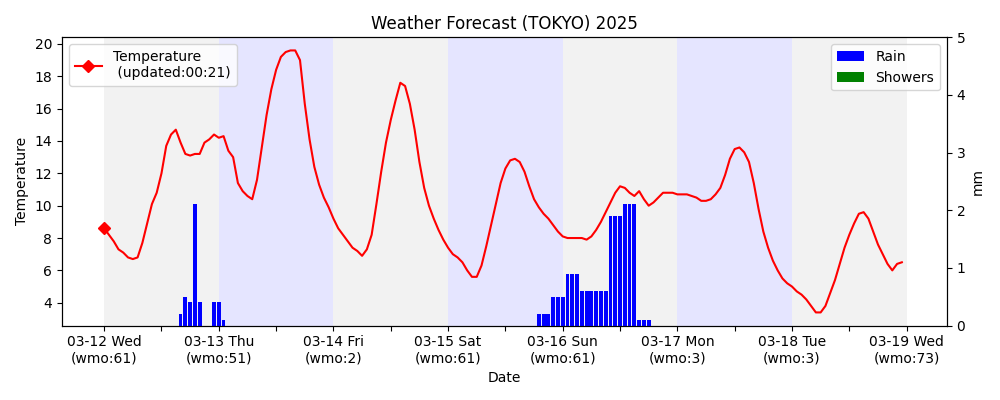 Weather Forecast (TOKYO) 2025
Temperature
(updated:00:21)
Rain
Showers
20
18
16
14
12
10
8
6
4
Temperature
5
4
3
2
1
0
mm
03-12 Wed
(wmo:61)
03-13 Thu
(wmo:51)
03-14 Fri
(wmo:2)
03-15 Sat
(wmo:61)
03-16 Sun
(wmo:61)
03-17 Mon
(wmo:3)
03-18 Tue
(wmo:3)
03-19 Wed
(wmo:73)
Date